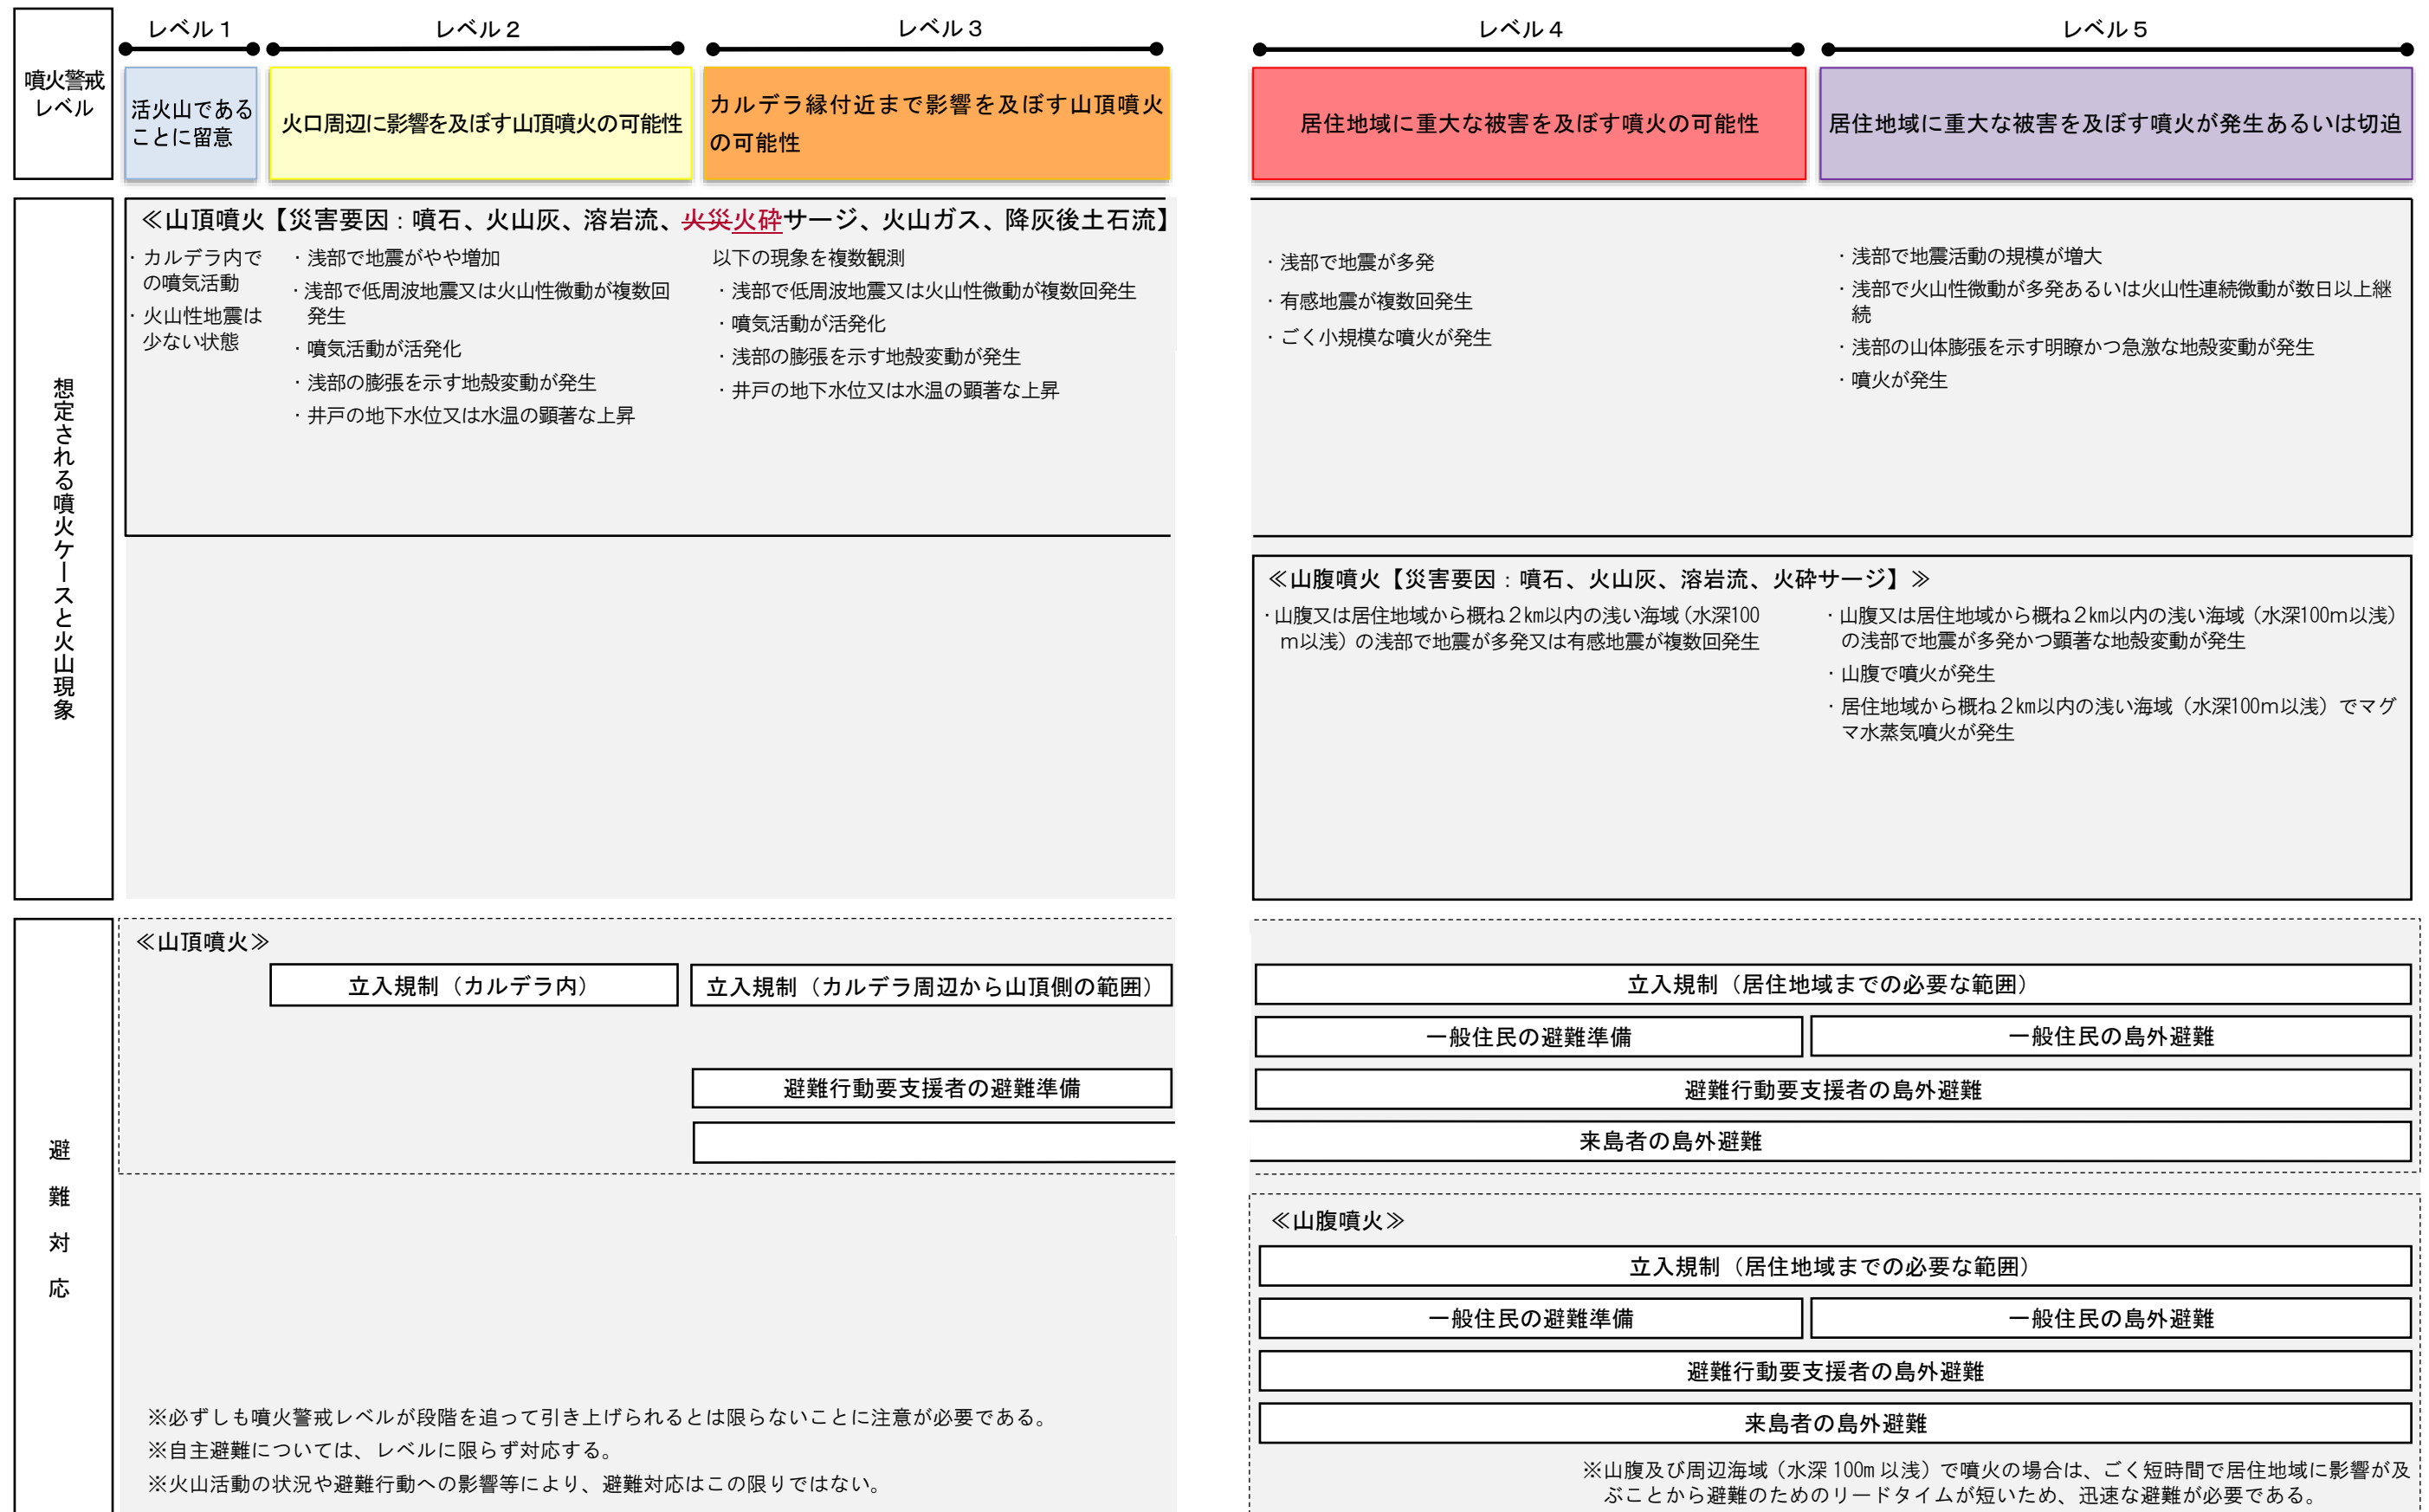 噴火警戒
レベル
レベル１
レベル２
レベル３
レベル４
レベル５
活火山である
ことに留意
火口周辺に影響を及ぼす山頂噴火の可能性
カルデラ縁付近まで影響を及ぼす山頂噴火
の可能性
居住地域に重大な被害を及ぼす噴火の可能性
居住地域に重大な被害を及ぼす噴火が発生あるいは切迫
想定される噴火ケースと火山現象
≪山頂噴火【災害要因：噴石、火山灰、溶岩流、火災火砕サージ、火山ガス、降灰後土石流】
・カルデラ内で
の噴気活動
・火山性地震は
少ない状態
・浅部で地震がやや増加
・浅部で低周波地震又は火山性微動が複数回
発生
・噴気活動が活発化
・浅部の膨張を示す地殻変動が発生
・井戸の地下水位又は水温の顕著な上昇
以下の現象を複数観測
・浅部で低周波地震又は火山性微動が複数回発生
・噴気活動が活発化
・浅部の膨張を示す地殻変動が発生
・井戸の地下水位又は水温の顕著な上昇
・浅部で地震が多発
・有感地震が複数回発生
・ごく小規模な噴火が発生
・浅部で地震活動の規模が増大
・浅部で火山性微動が多発あるいは火山性連続微動が数日以上継
続
・浅部の山体膨張を示す明瞭かつ急激な地殻変動が発生
・噴火が発生
≪山腹噴火【災害要因：噴石、火山灰、溶岩流、火砕サージ】≫
・山腹又は居住地域から概ね２㎞以内の浅い海域（水深100
ｍ以浅）の浅部で地震が多発又は有感地震が複数回発生
・山腹又は居住地域から概ね２㎞以内の浅い海域（水深100ｍ以浅）
の浅部で地震が多発かつ顕著な地殻変動が発生
・山腹で噴火が発生
・居住地域から概ね２㎞以内の浅い海域（水深100ｍ以浅）でマグ
マ水蒸気噴火が発生
避難対応
≪山頂噴火≫
立入規制（カルデラ内）
立入規制（カルデラ周辺から山頂側の範囲）
立入規制（居住地域までの必要な範囲）
一般住民の避難準備
一般住民の島外避難
避難行動要支援者の避難準備
避難行動要支援者の島外避難
来島者の島外避難
≪山腹噴火≫
立入規制（居住地域までの必要な範囲）
一般住民の避難準備
一般住民の島外避難
避難行動要支援者の島外避難
来島者の島外避難
※必ずしも噴火警戒レベルが段階を追って引き上げられるとは限らないことに注意が必要である。
※自主避難については、レベルに限らず対応する。
※火山活動の状況や避難行動への影響等により、避難対応はこの限りではない。
※山腹及び周辺海域（水深 100m 以浅）で噴火の場合は、ごく短時間で居住地域に影響が及
ぶことから避難のためのリードタイムが短いため、迅速な避難が必要である。